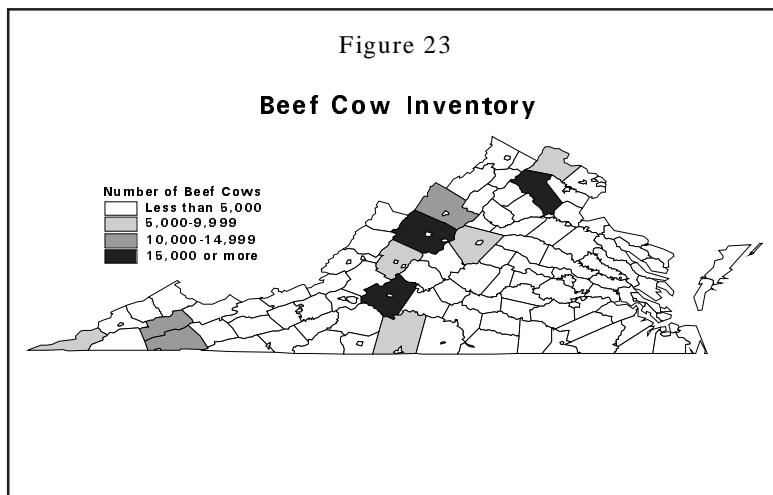 Figure 23
Beef Cow Inventory
Number of Beef Cows
Less than 5,000
5,000-9,999
10,000-14,999
15,000 or more